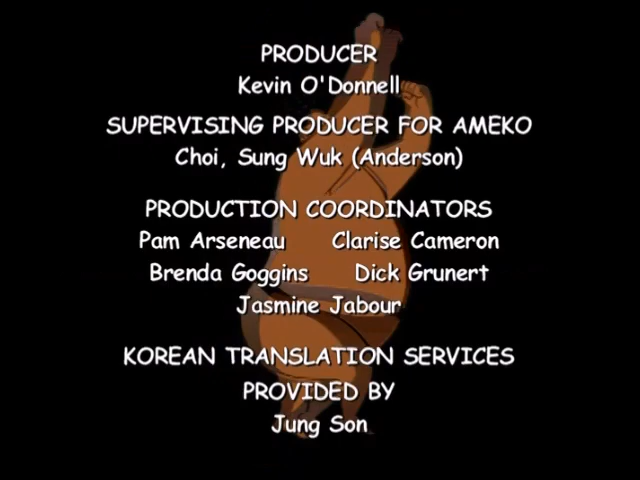 PRODUCER
Kevin O'Donnell
SUPERVISING PRODUCER FOR AMEKO
Choi, Sung Wuk (Anderson)
PRODUCTION COORDINATORS
Pam Arseneau Clarise Cameron
Brenda Goggins Dick Grunert
Jasmine Jabour
KOREAN TRANSLATION SERVICES
PROVIDED BY
Jung Son